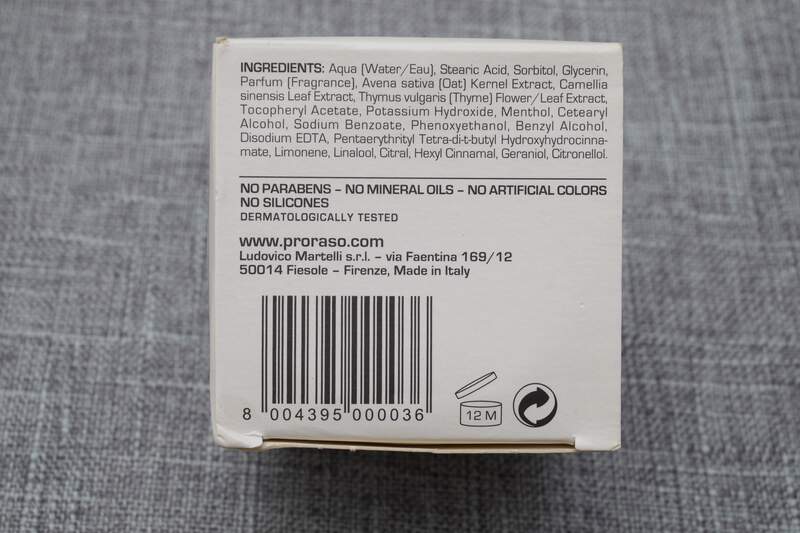 INGREDIENTS: Aqua (Water/Eau), Stearic Acid, Sorbitol, Glycerin,
Parfum (Fragrance), Avena sativa (Oat) Kernel Extract, Camellia
sinensis Leaf Extract, Thymus vulgaris (Thyme) Flower/Leaf Extract,
Tocopheryl Acetate, Potassium Hydroxide, Menthol, Cetearyl
Alcohol, Sodium Benzoate, Phenoxyethanol, Benzyl Alcohol,
Disodium EDTA, Pentaerythrityl Tetra-di-t-butyl Hydroxyhydrocinna-
mate, Limonene, Linalool, Citral, Hexyl Cinnamal, Geraniol, Citronellol.
NO PARABENS – NO MINERAL OILS – NO ARTIFICIAL COLORS
NO SILICONES
DERMATOLOGICALLY TESTED
www.proraso.com
Ludovico Martelli s.r.l. – via Faentina 169/12
50014 Fiesole – Firenze, Made in Italy
8 004395 000036
12 M